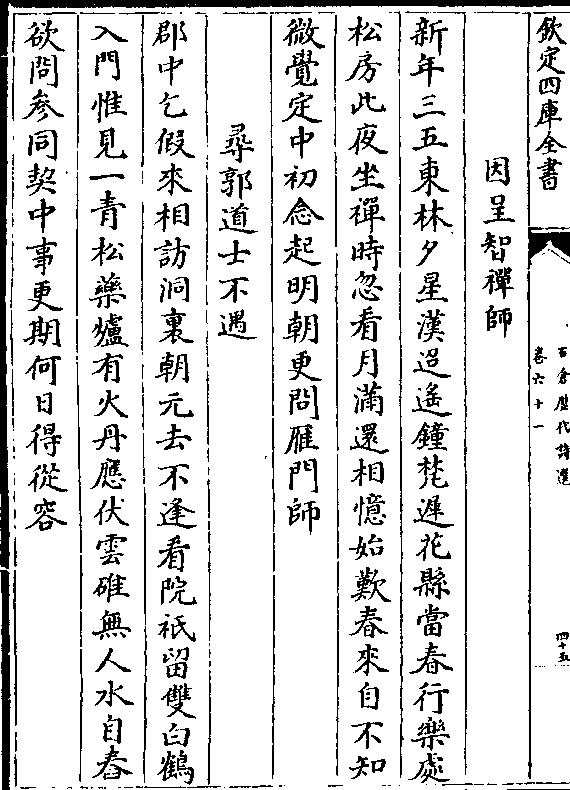 欽定四庫全書
石倉歷代詩選
卷六十一
四十五
因呈智禪師
新年三五東林夕星漢迢遙鐘梵遲花縣當春行樂處
松房此夜坐禪時忽看月滿還相憶始歎春來自不知
微覺定中初念起明朝更問雁門師
尋郭道士不遇
郡中乞假來相訪洞裏朝元去不逢看院祇留雙白鶴
入門惟見一青松藥爐有火丹應伏雲碓無人水自舂
欲問參同契中事更期何日得從容